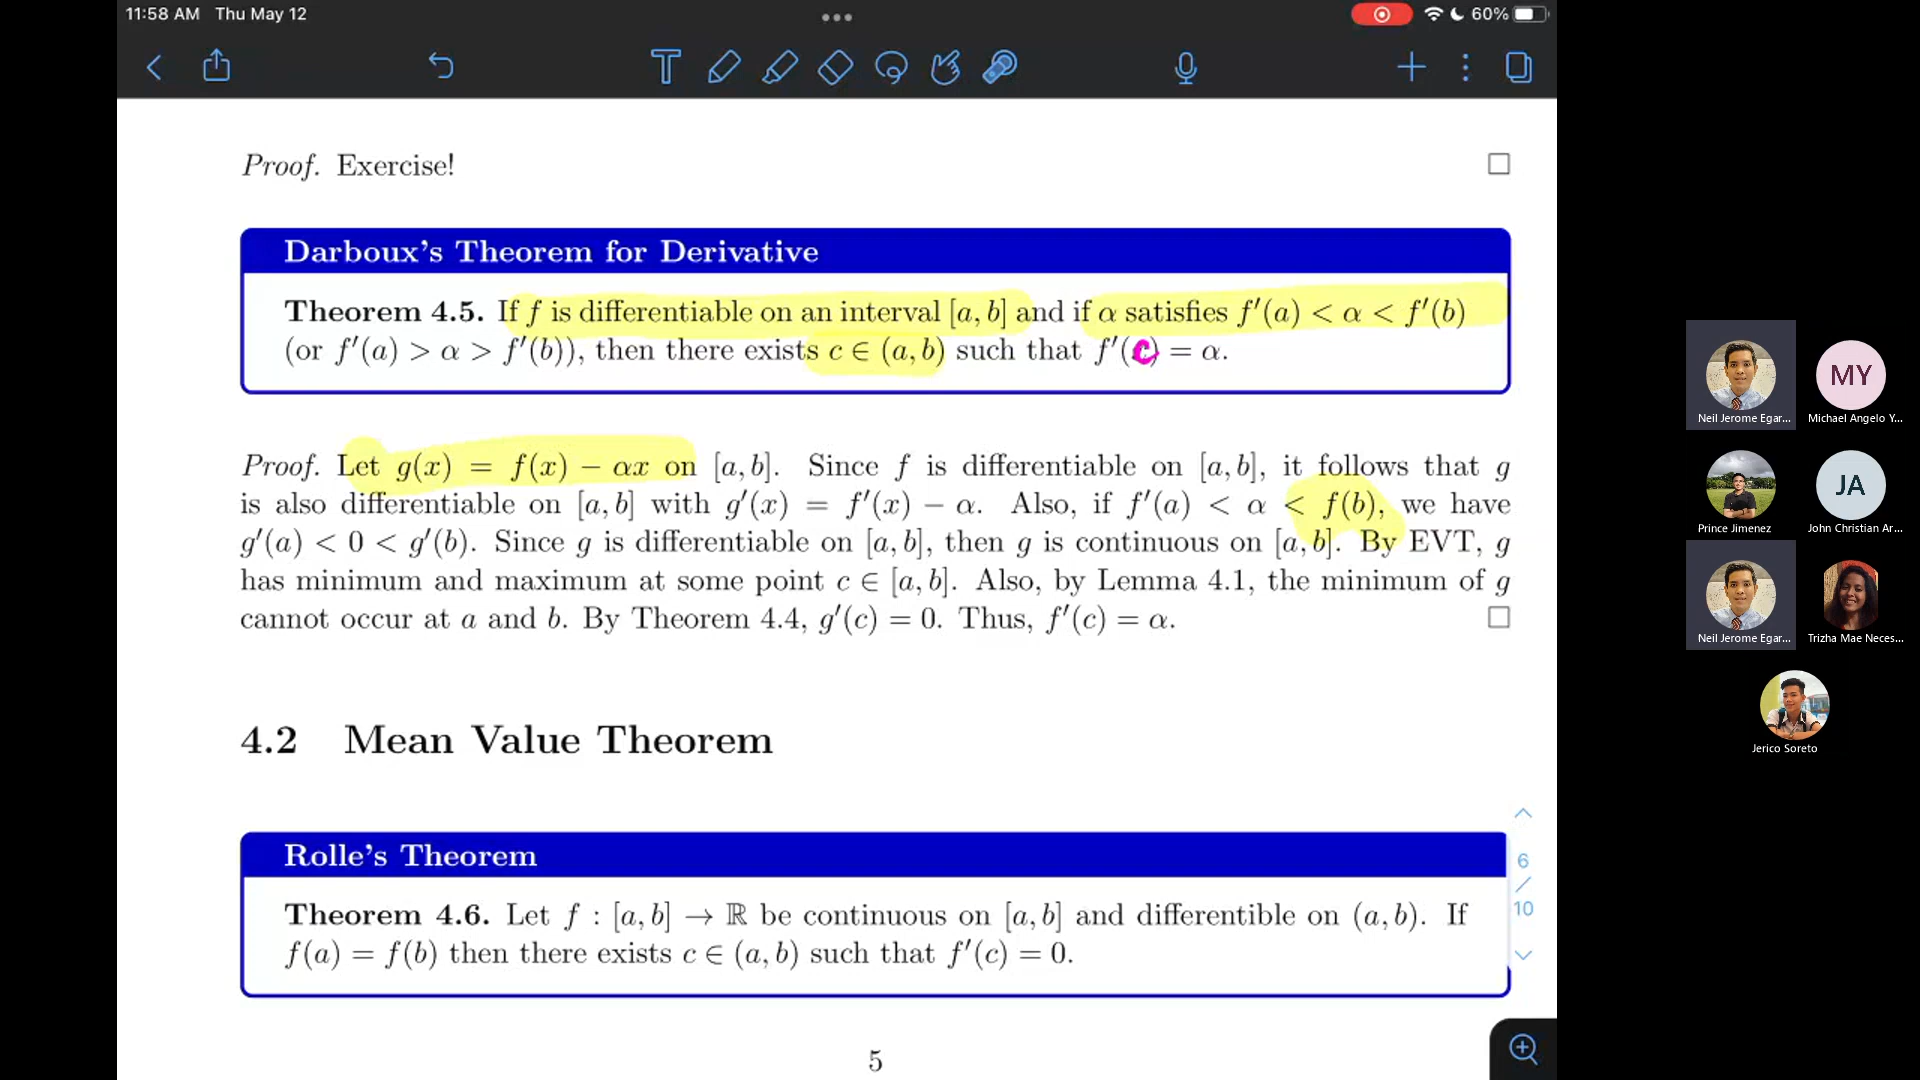 11:58 AM Thu May 12
60%
Proof. Exercise! □
Darboux's Theorem for Derivative
Theorem 4.5. If f is differentiable on an interval [a, b] and if α satisfies f′(a) < α < f′(b)
(or f′(a) > α > f′(b)), then there exists c ∈ (a, b) such that f′(c) = α.
Proof. Let g(x) = f(x) − αx on [a, b]. Since f is differentiable on [a, b], it follows that g
is also differentiable on [a, b] with g′(x) = f′(x) − α. Also, if f′(a) < α < f(b), we have
g′(a) < 0 < g′(b). Since g is differentiable on [a, b], then g is continuous on [a, b]. By EVT, g
has minimum and maximum at some point c ∈ [a, b]. Also, by Lemma 4.1, the minimum of g
cannot occur at a and b. By Theorem 4.4, g′(c) = 0. Thus, f′(c) = α. □
4.2 Mean Value Theorem
Rolle's Theorem
Theorem 4.6. Let f : [a, b] → ℝ be continuous on [a, b] and differentible on (a, b). If
f(a) = f(b) then there exists c ∈ (a, b) such that f′(c) = 0.
5
6
/
10
MY
Neil Jerome Egar... Michael Angelo Y...
JA
Prince Jimenez John Christian Ar...
Neil Jerome Egar... Trizha Mae Neces...
Jerico Soreto